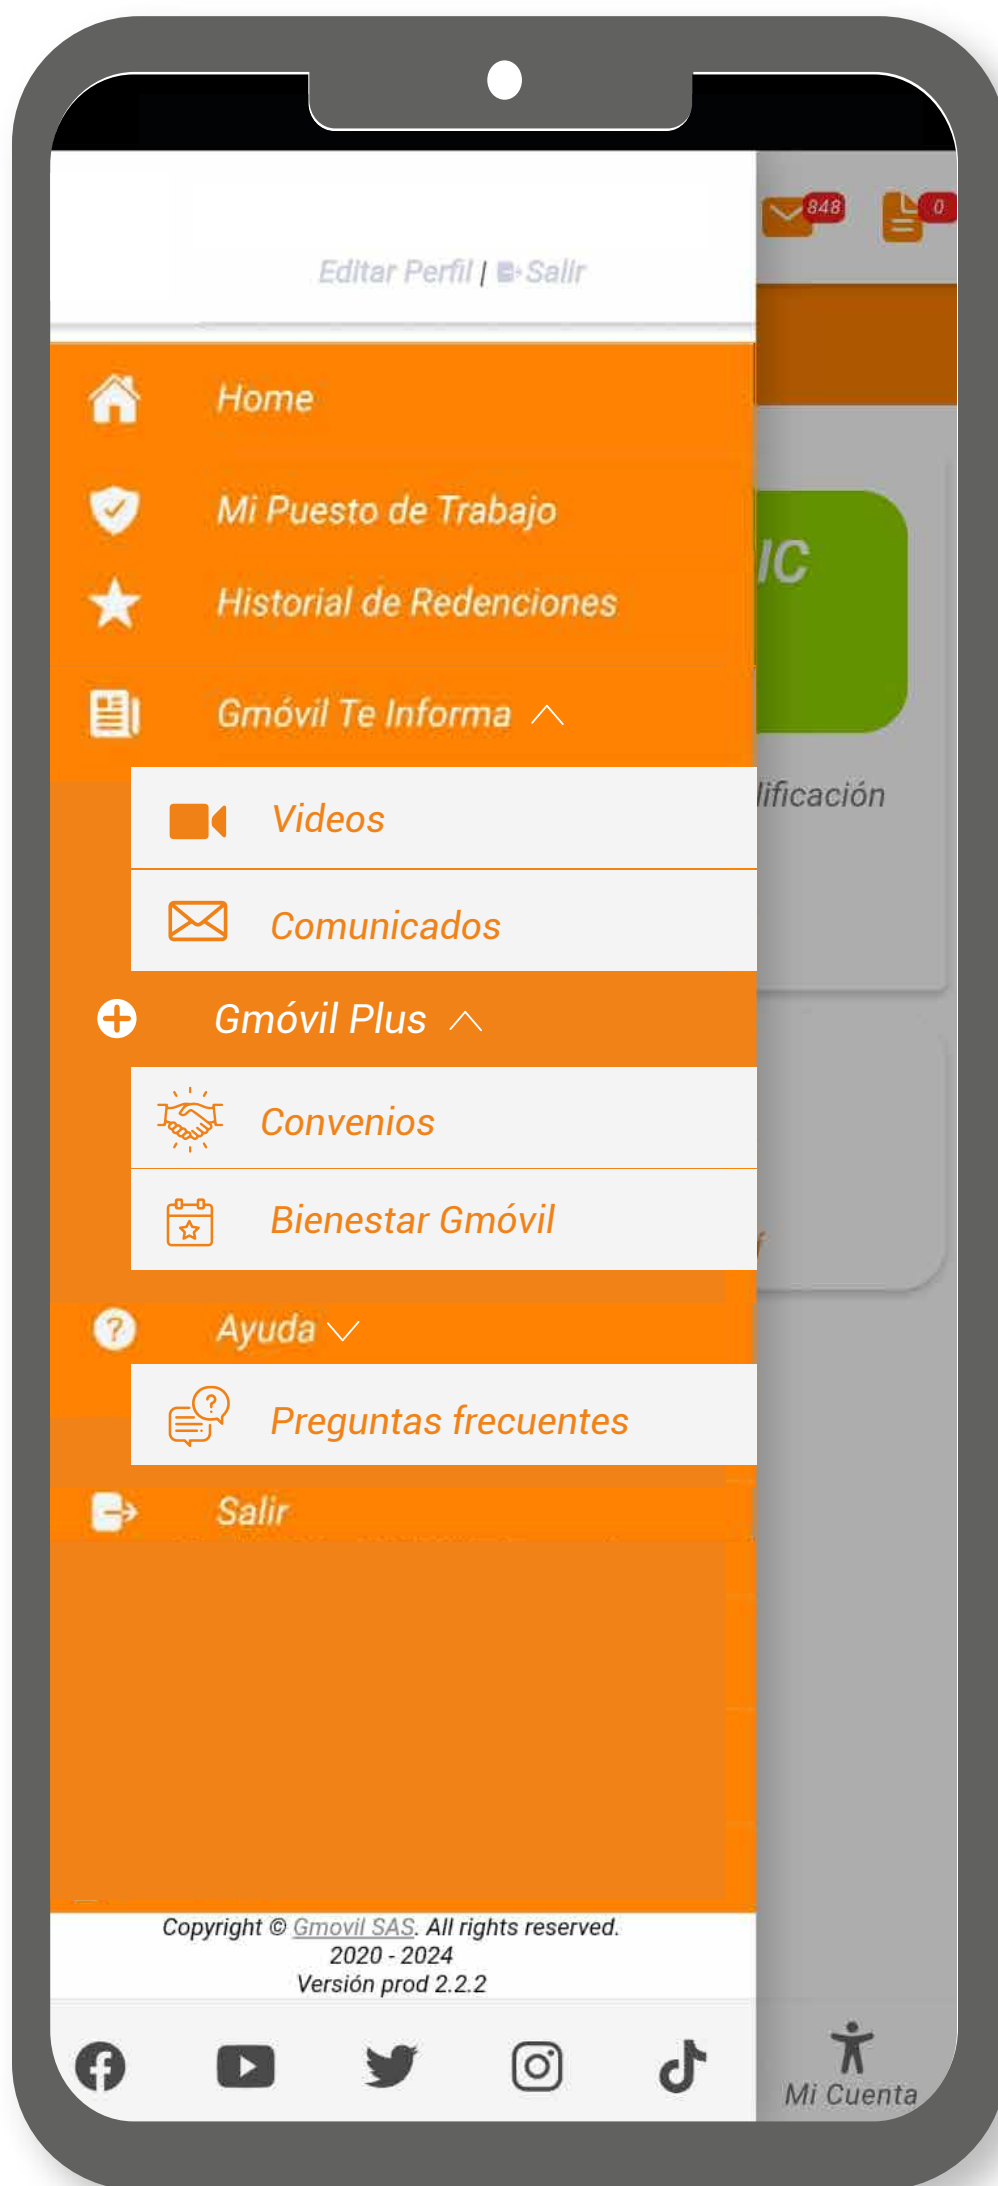 848
0
Editar Perfil | Salir
Home
Mi Puesto de Trabajo
IC
Historial de Redenciones
Gmóvil Te Informa
lificación
Videos
Comunicados
Gmóvil Plus
Convenios
Bienestar Gmóvil
Ayuda
Preguntas frecuentes
Salir
Copyright © Gmovil SAS. All rights reserved.
2020 - 2024
Versión prod 2.2.2
Mi Cuenta